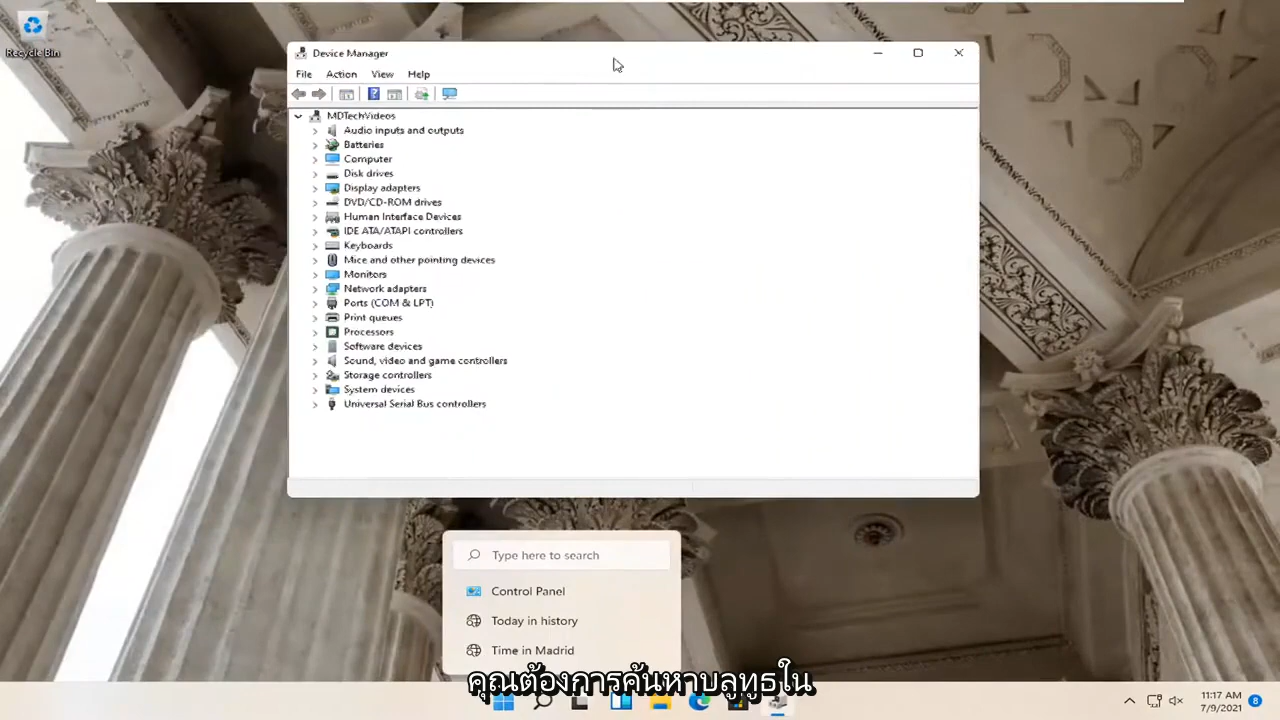 Recycle Bin
Device Manager
File Action View Help
MDTechVideos
Audio inputs and outputs
Batteries
Computer
Disk drives
Display adapters
DVD/CD-ROM drives
Human Interface Devices
IDE ATA/ATAPI controllers
Keyboards
Mice and other pointing devices
Monitors
Network adapters
Ports (COM & LPT)
Print queues
Processors
Software devices
Sound, video and game controllers
Storage controllers
System devices
Universal Serial Bus controllers
Type here to search
Control Panel
Today in history
Time in Madrid
คุณต้องการค้นหาบลูทูธใน
11:17 AM
7/9/2021
8